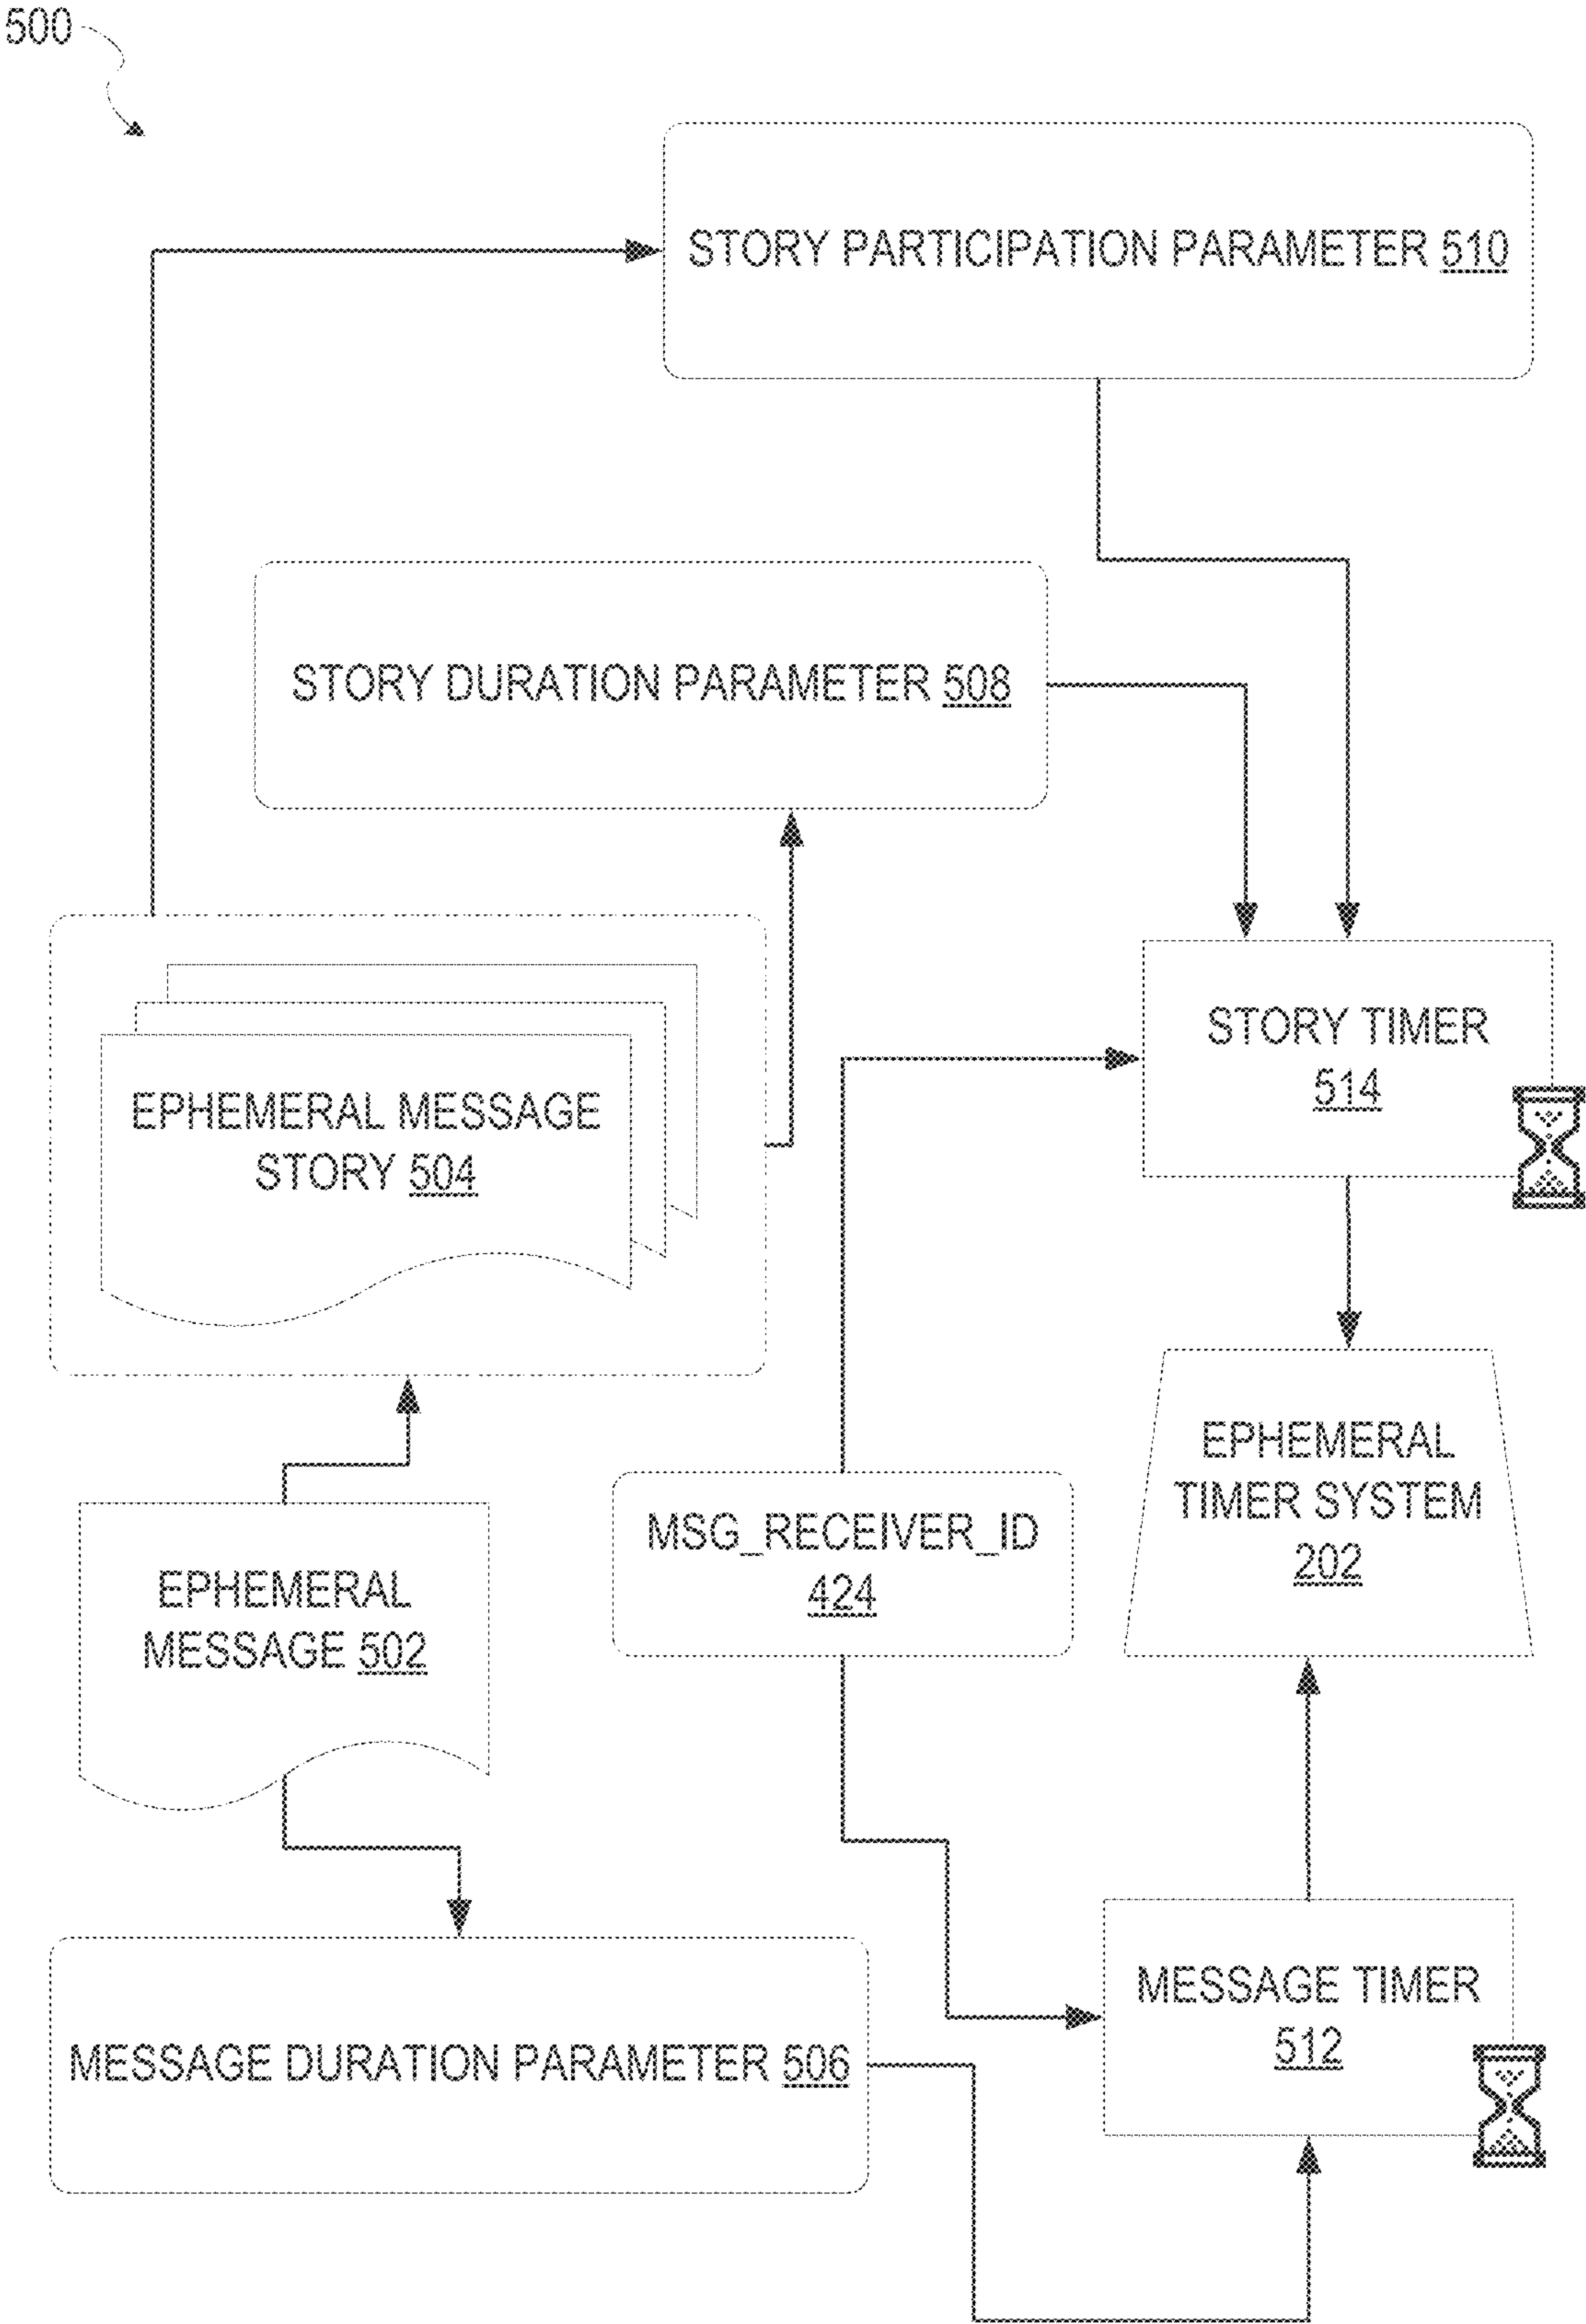 500
STORY PARTICIPATION PARAMETER 510
STORY DURATION PARAMETER 508
STORY TIMER
514
EPHEMERAL MESSAGE
STORY 504
EPHEMERAL
TIMER SYSTEM
202
MSG_RECEIVER_ID
424
EPHEMERAL
MESSAGE 502
MESSAGE TIMER
512
MESSAGE DURATION PARAMETER 506